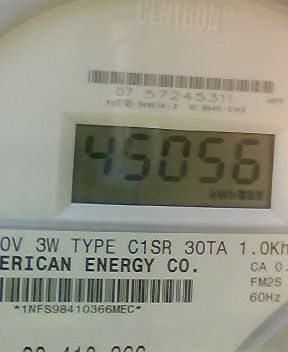 CENTRON®
07 57245311
45056
kWh
0V 3W TYPE C1SR 30TA 1.0Kh
ERICAN ENERGY CO.
CA 0.
FM2S
60Hz
*1NFS98410366MEC*